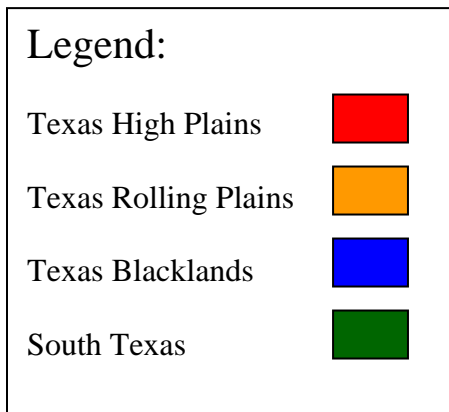 Legend:
Texas High Plains
Texas Rolling Plains
Texas Blacklands
South Texas